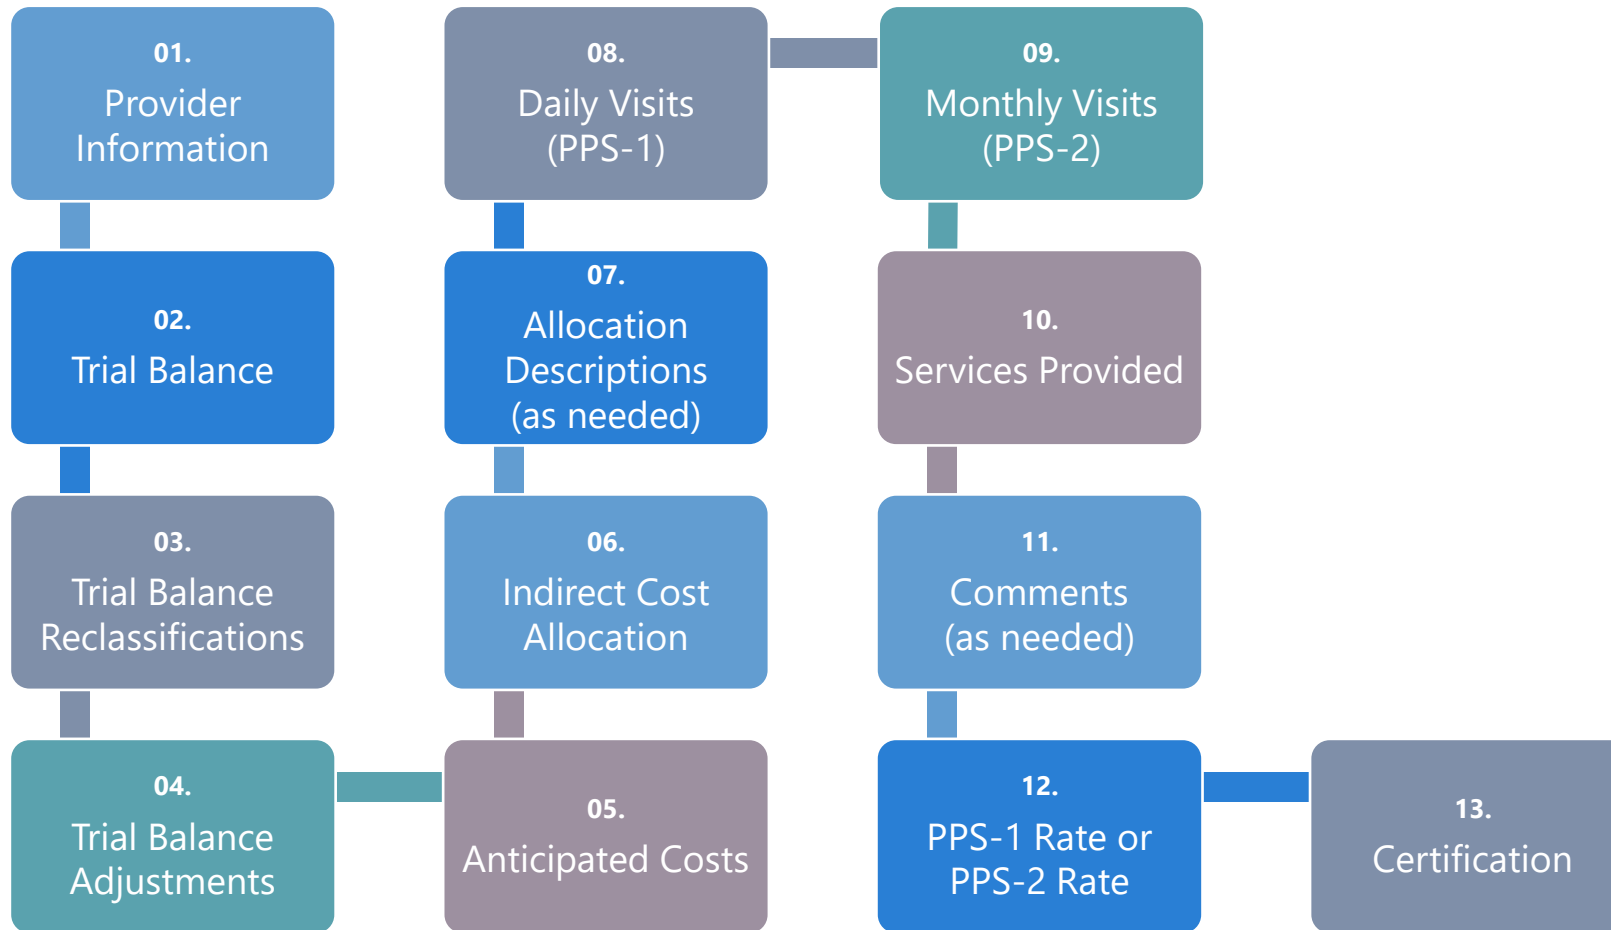 01.
Provider
Information
02.
Trial Balance
03.
Trial Balance
Reclassifications
04.
Trial Balance
Adjustments
05.
Anticipated Costs
06.
Indirect Cost
Allocation
07.
Allocation
Descriptions
(as needed)
08.
Daily Visits
(PPS-1)
09.
Monthly Visits
(PPS-2)
10.
Services Provided
11.
Comments
(as needed)
12.
PPS-1 Rate or
PPS-2 Rate
13.
Certification